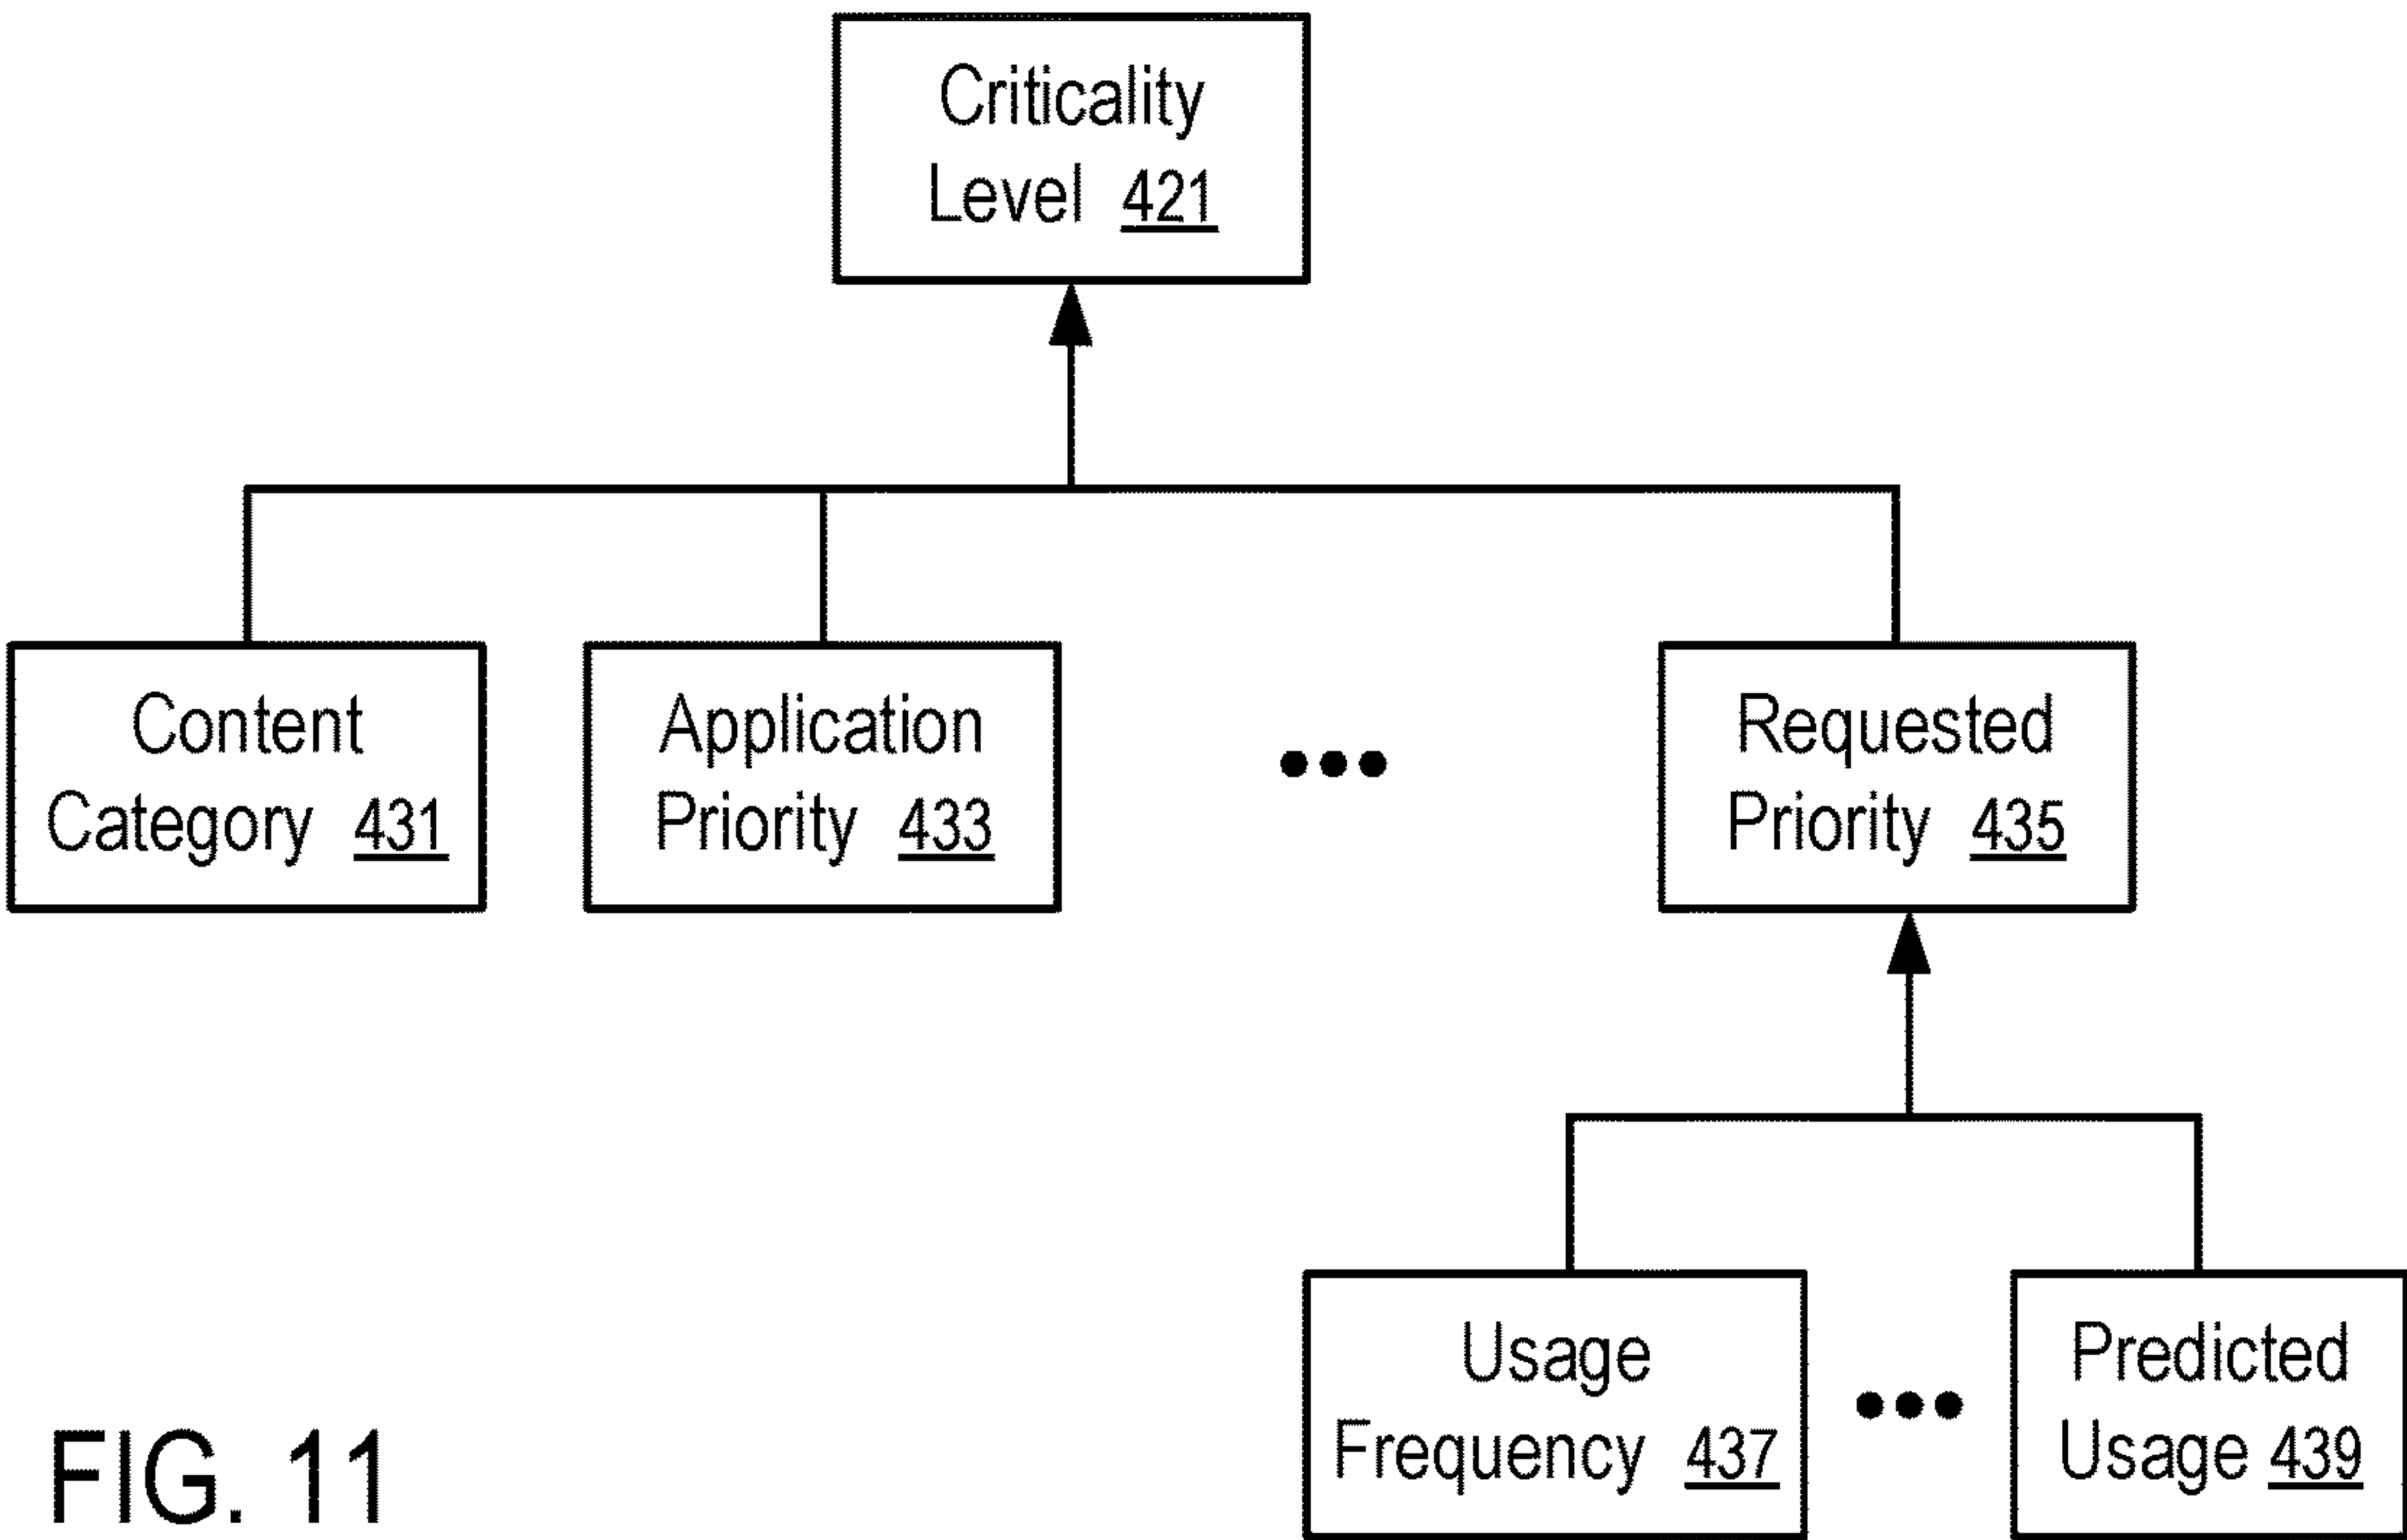 Criticality
Level 421
Content
Category 431
Application
Priority 433
•••
Requested
Priority 435
Usage
Frequency 437
•••
Predicted
Usage 439
FIG. 11